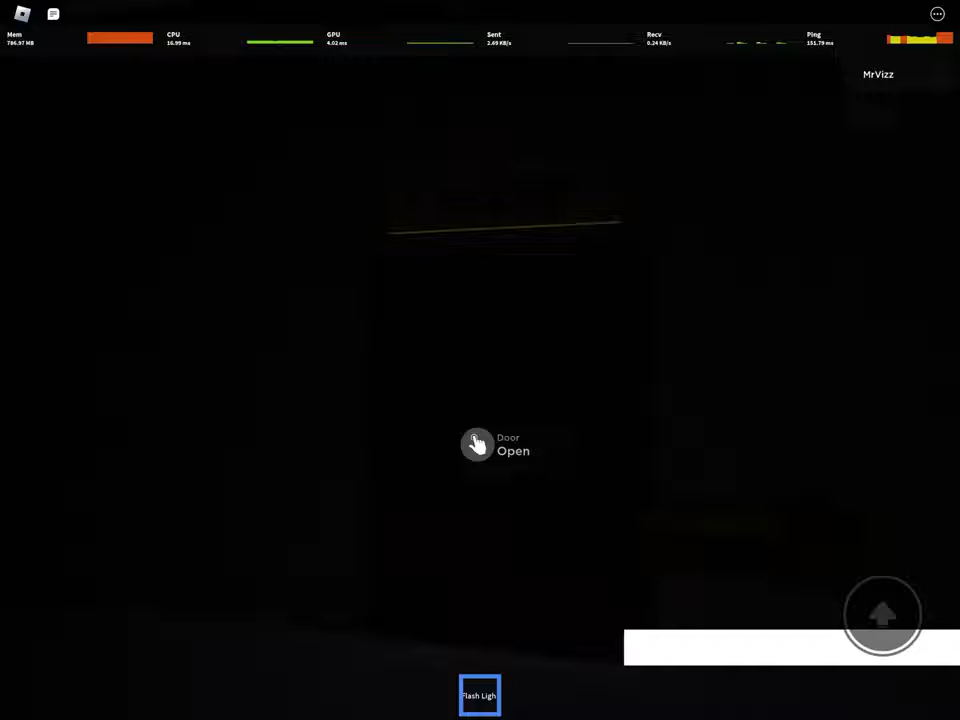 Mem CPU GPU Sent Recv Ping
786.97 MB 16.99 ms 4.02 ms 2.69 KB/s 0.24 KB/s 151.79 ms
MrVizz
Door
Open
Flash Ligh